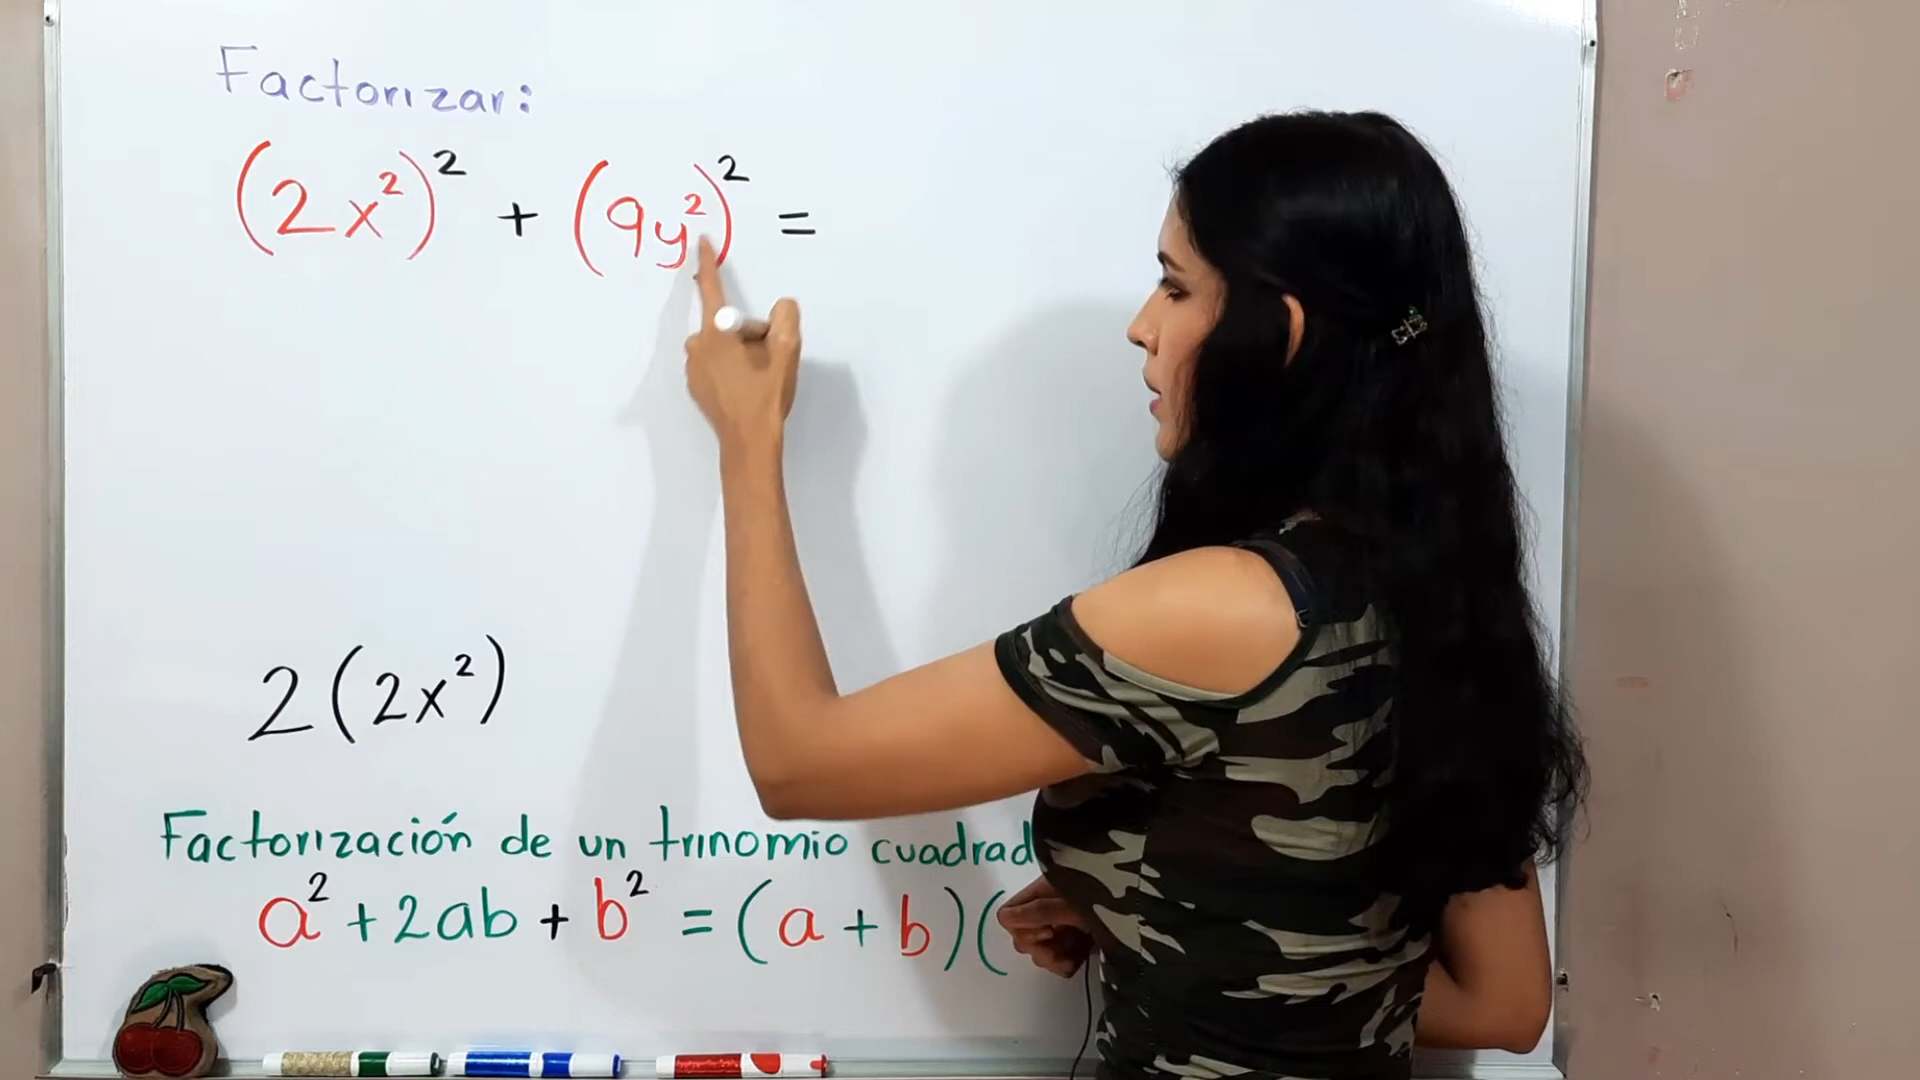 Factorizar:
(2x²)² + (9y²)² =
2(2x²)
Factorización de un trinomio cuadrad
a² + 2ab + b² = (a + b)(